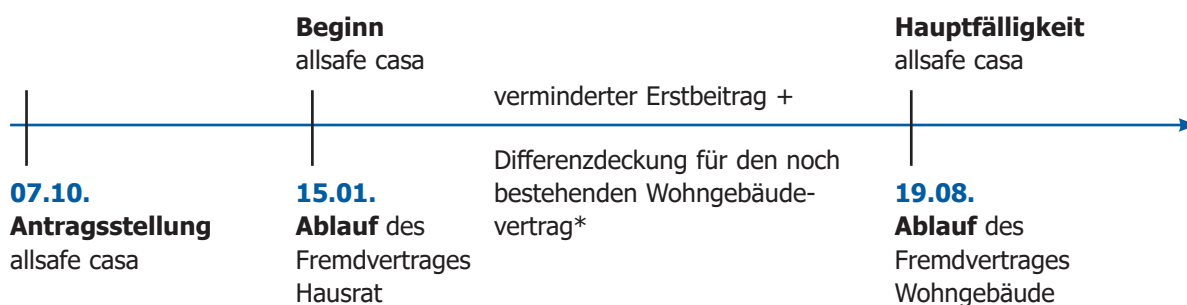 Beginn
allsafe casa
Hauptfälligkeit
allsafe casa
verminderter Erstbeitrag +
07.10.
Antragsstellung
allsafe casa
15.01.
Ablauf des
Fremdvertrages
Hausrat
Differenzdeckung für den noch
bestehenden Wohngebäude-
vertrag*
19.08.
Ablauf des
Fremdvertrages
Wohngebäude